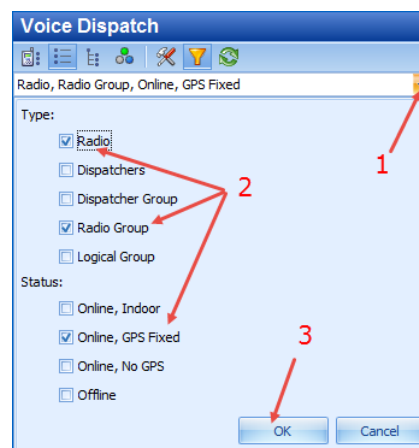 Voice Dispatch
Radio, Radio Group, Online, GPS Fixed
Type:
1
Radio
Dispatchers
2
Dispatcher Group
Radio Group
Logical Group
Status:
Online, Indoor
Online, GPS Fixed
3
Online, No GPS
Offline
OK Cancel